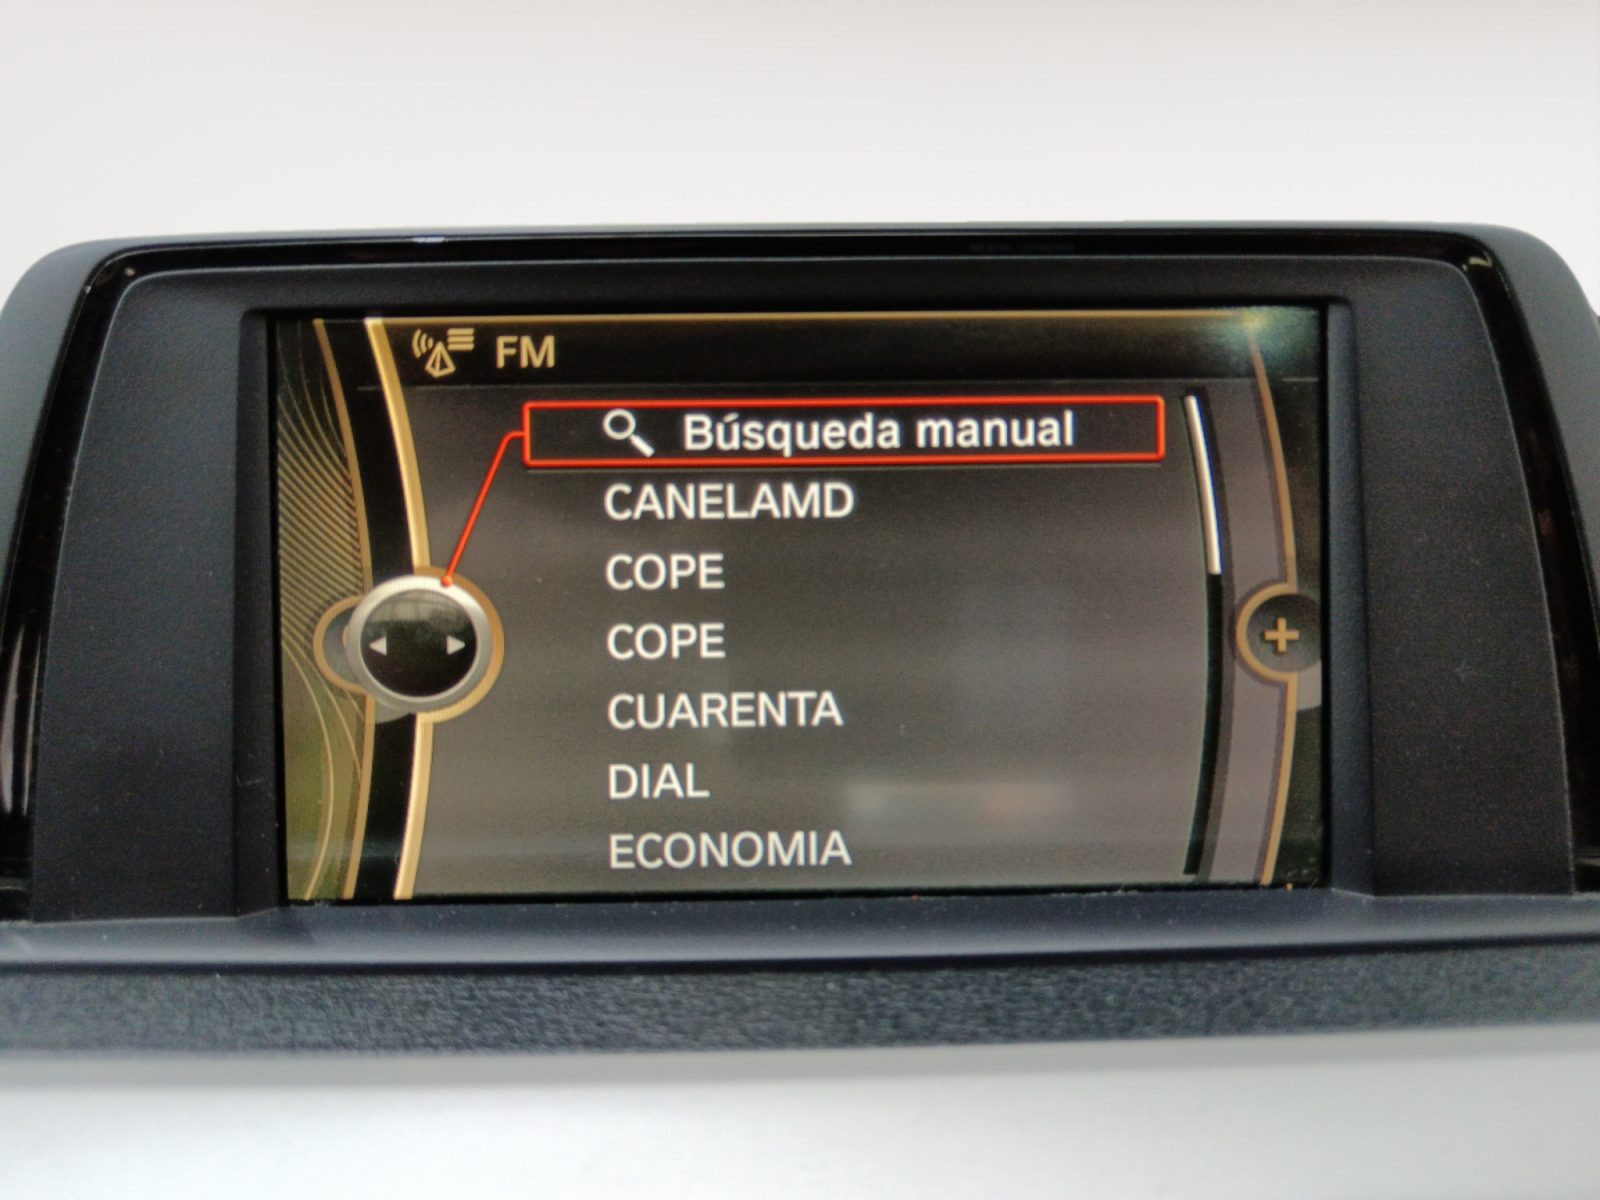 FM
Búsqueda manual
CANELAMD
COPE
COPE
CUARENTA
DIAL
ECONOMIA